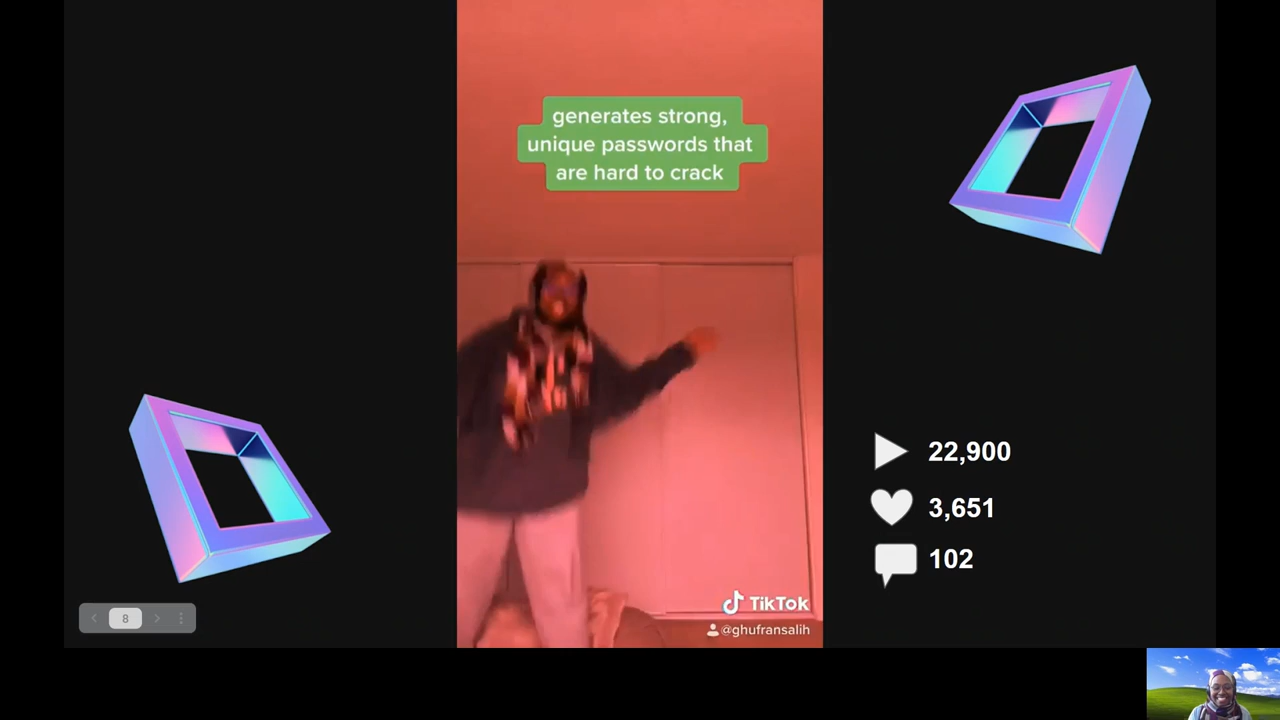 generates strong,
unique passwords that
are hard to crack
22,900
3,651
102
TikTok
@ghufransalih
8